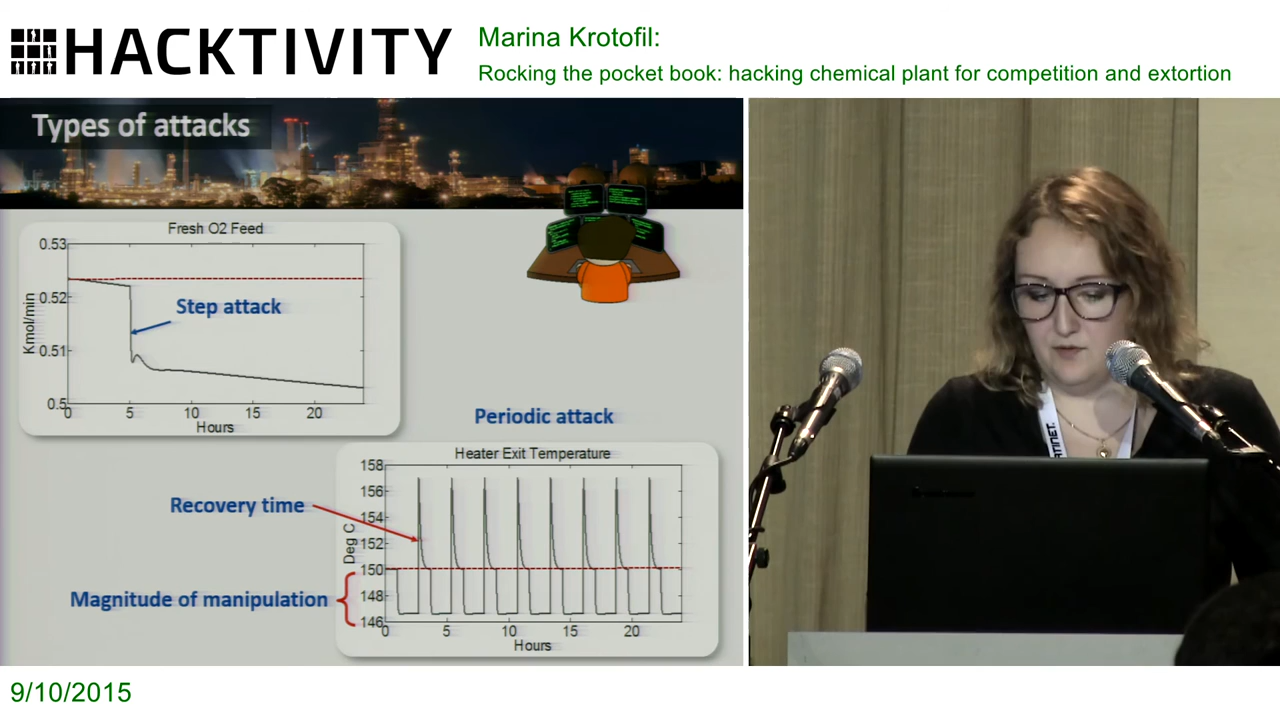 HACKTIVITY
Marina Krotofil:
Rocking the pocket book: hacking chemical plant for competition and extortion
Types of attacks
Fresh O2 Feed
0.53
0.52
0.51
0.5
Kmol/min
Step attack
0 5 10 15 20
Hours
Periodic attack
Heater Exit Temperature
158
156
154
152
150
148
146
Deg C
Recovery time
Magnitude of manipulation
0 5 10 15 20
Hours
9/10/2015